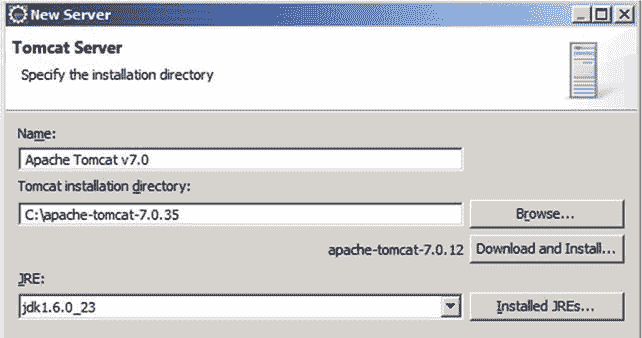 New Server
Tomcat Server
Specify the installation directory
Name:
Apache Tomcat v7.0
Tomcat installation directory:
C:\apache-tomcat-7.0.35
Browse...
apache-tomcat-7.0.12 Download and Install...
JRE:
jdk1.6.0_23
Installed JREs...